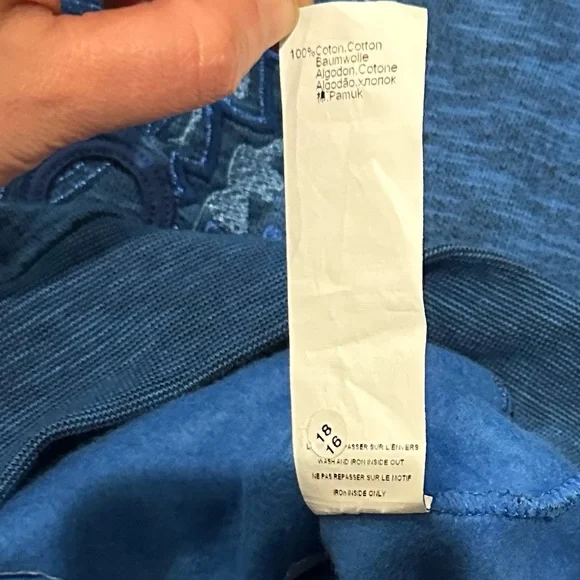 100%Coton.Cotton
Baumwolle
Algodon.Cotone
Algodão.хлопок
棉.Pamuk
18
16
PASSER SUR L'ENVERS
WASH AND IRON INSIDE OUT
NE PAS REPASSER SUR LE MOTIF
IROn INSIDE ONLY